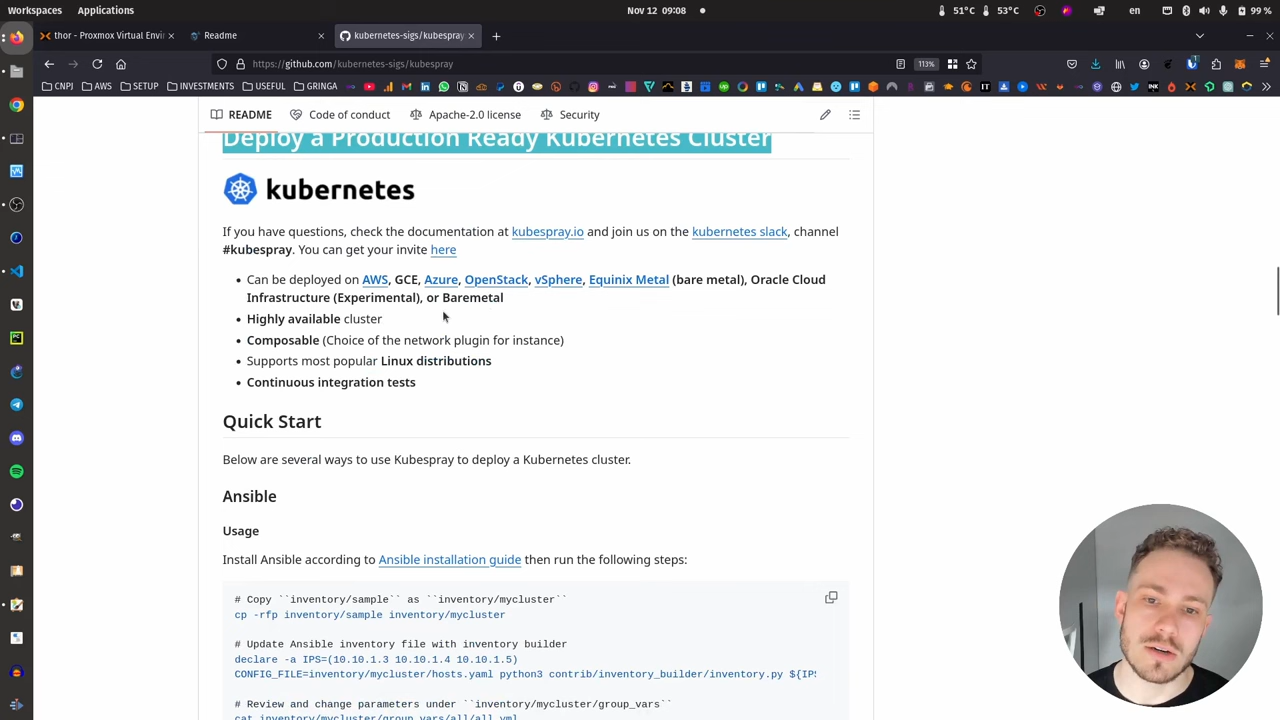 Workspaces Applications Nov 12 09:08 51°C 53°C en 99 %
thor - Proxmox Virtual Envi Readme kubernetes-sigs/kubespray
https://github.com/kubernetes-sigs/kubespray 113%
CNPJ AWS SETUP INVESTMENTS USEFUL GRINGA
README Code of conduct Apache-2.0 license Security
Deploy a Production Ready Kubernetes Cluster
kubernetes
If you have questions, check the documentation at kubespray.io and join us on the kubernetes slack, channel
#kubespray. You can get your invite here
Can be deployed on AWS, GCE, Azure, OpenStack, vSphere, Equinix Metal (bare metal), Oracle Cloud
Infrastructure (Experimental), or Baremetal
Highly available cluster
Composable (Choice of the network plugin for instance)
Supports most popular Linux distributions
Continuous integration tests
Quick Start
Below are several ways to use Kubespray to deploy a Kubernetes cluster.
Ansible
Usage
Install Ansible according to Ansible installation guide then run the following steps:
# Copy ``inventory/sample`` as ``inventory/mycluster``
cp -rfp inventory/sample inventory/mycluster
# Update Ansible inventory file with inventory builder
declare -a IPS=(10.10.1.3 10.10.1.4 10.10.1.5)
CONFIG_FILE=inventory/mycluster/hosts.yaml python3 contrib/inventory_builder/inventory.py ${IPS
# Review and change parameters under ``inventory/mycluster/group_vars``
cat inventory/mycluster/group_vars/all/all.yml